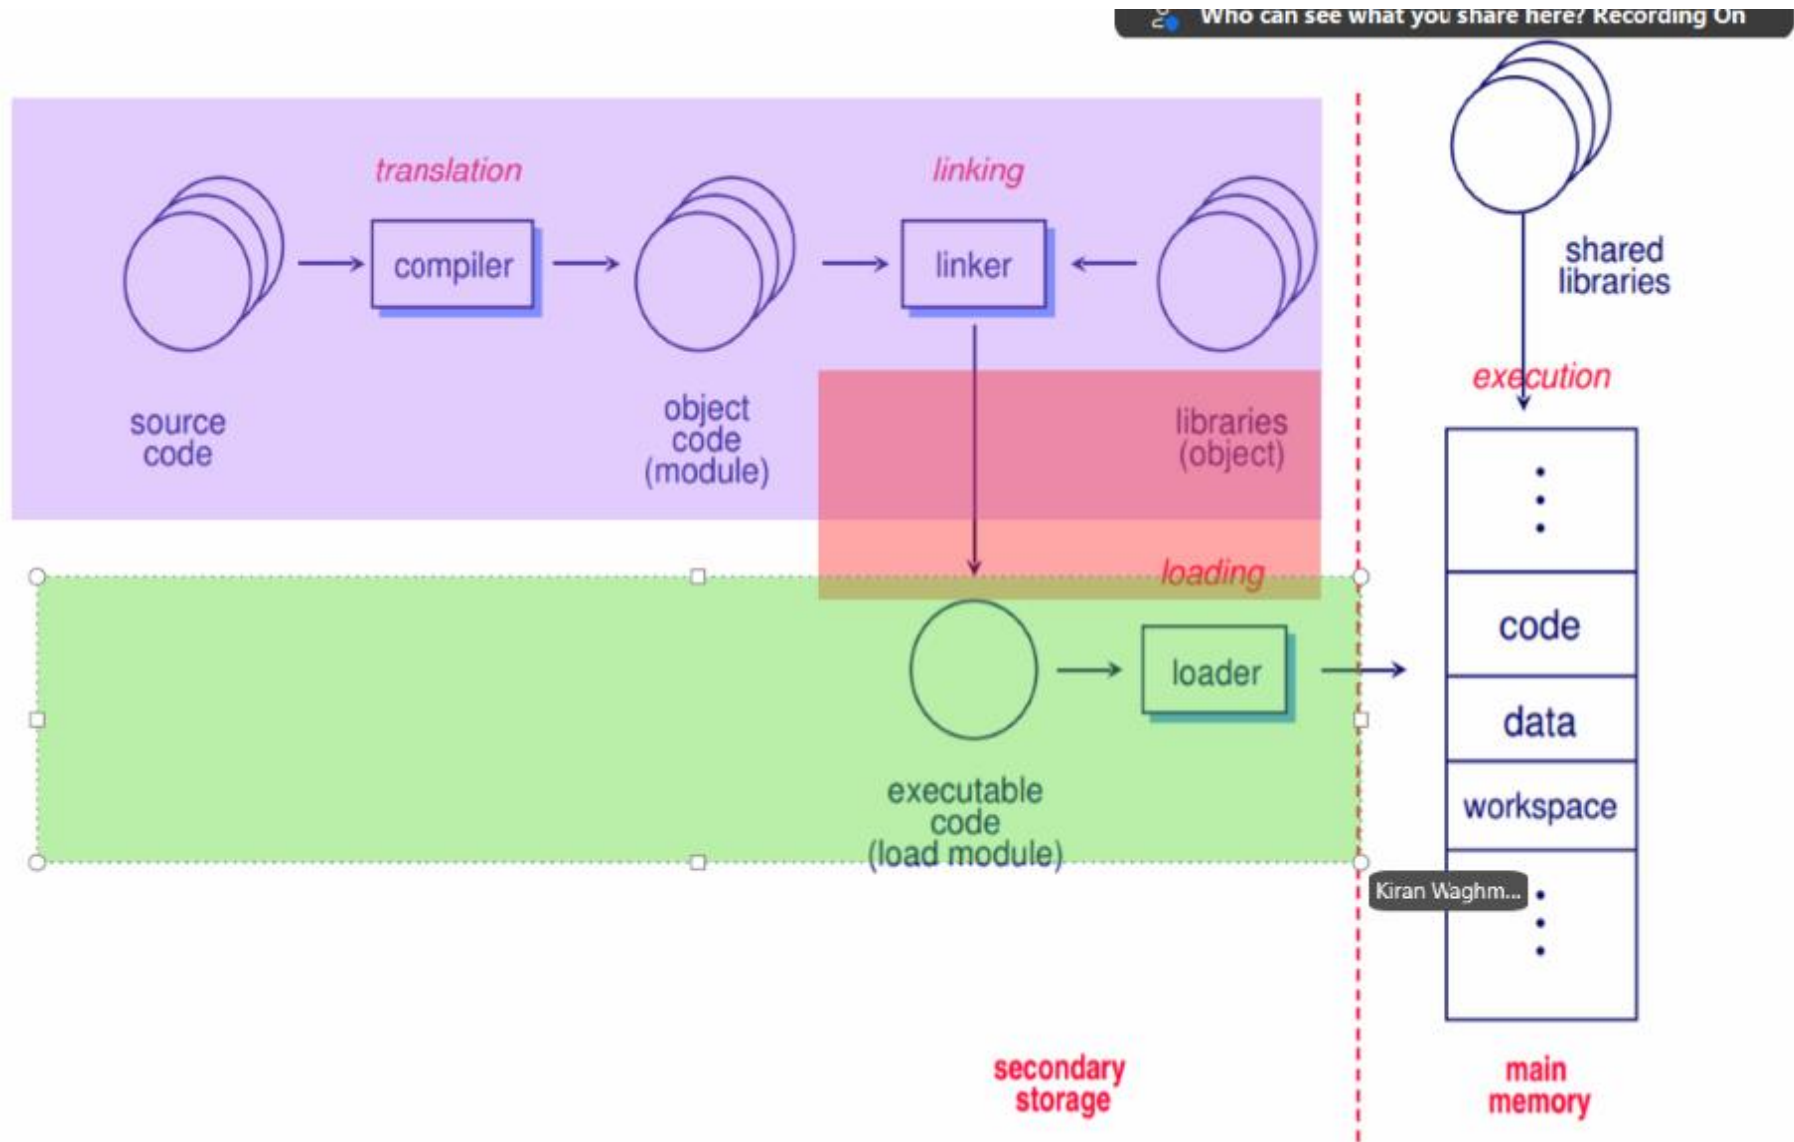 Who can see what you share here? Recording On
translation
linking
compiler
linker
shared
libraries
execution
source
code
object
code
(module)
libraries
(object)
loading
loader
code
data
workspace
executable
code
(load module)
Kiran Waghm...
secondary
storage
main
memory